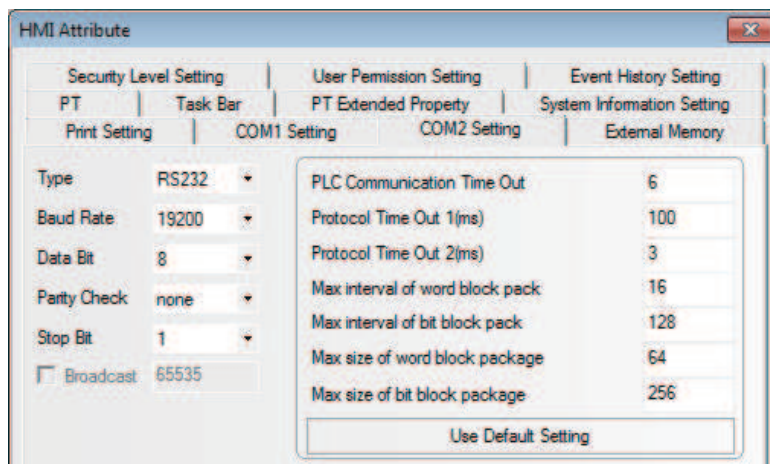 HMI Attribute
Security Level Setting User Permission Setting Event History Setting
PT Task Bar PT Extended Property System Information Setting
Print Setting COM1 Setting COM2 Setting External Memory
Type RS232 PLC Communication Time Out 6
Baud Rate 19200 Protocol Time Out 1(ms) 100
Data Bit 8 Protocol Time Out 2(ms) 3
Parity Check none Max interval of word block pack 16
Stop Bit 1 Max interval of bit block pack 128
Broadcast 65535 Max size of word block package 64
Max size of bit block package 256
Use Default Setting